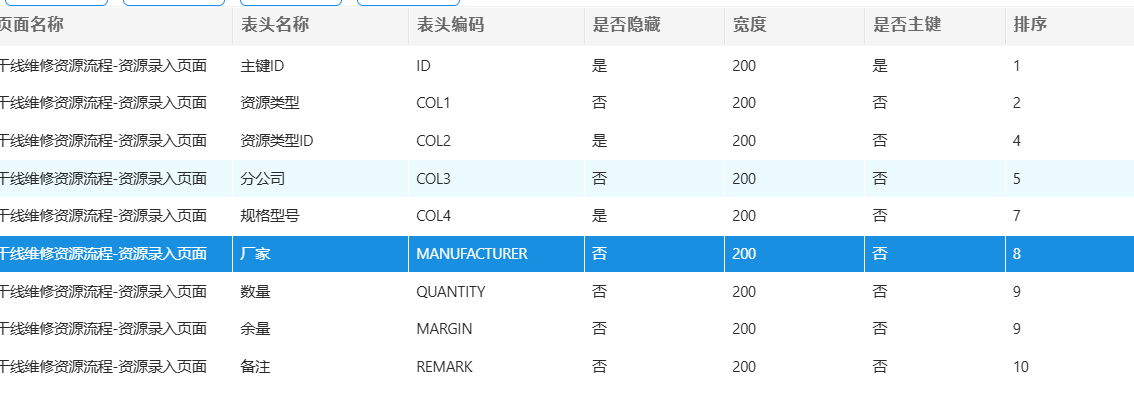 页面名称 表头名称 表头编码 是否隐藏 宽度 是否主键 排序
干线维修资源流程-资源录入页面 主键ID ID 是 200 是 1
干线维修资源流程-资源录入页面 资源类型 COL1 否 200 否 2
干线维修资源流程-资源录入页面 资源类型ID COL2 是 200 否 4
干线维修资源流程-资源录入页面 分公司 COL3 否 200 否 5
干线维修资源流程-资源录入页面 规格型号 COL4 是 200 否 7
干线维修资源流程-资源录入页面 厂家 MANUFACTURER 否 200 否 8
干线维修资源流程-资源录入页面 数量 QUANTITY 否 200 否 9
干线维修资源流程-资源录入页面 余量 MARGIN 否 200 否 9
干线维修资源流程-资源录入页面 备注 REMARK 否 200 否 10